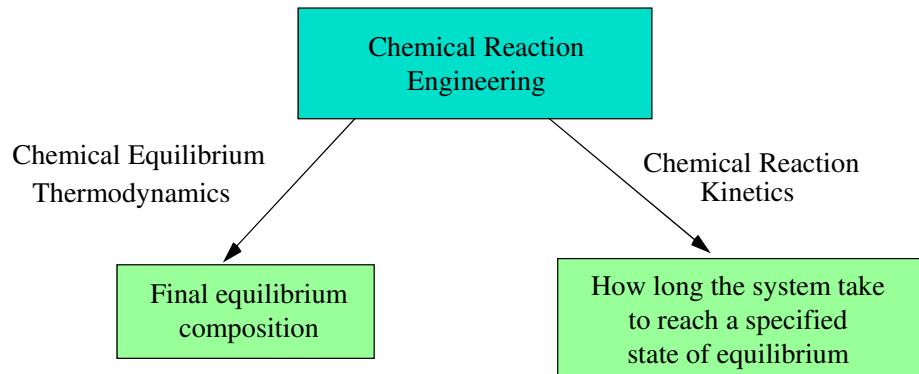 Chemical Reaction
Engineering
Chemical Equilibrium
Thermodynamics
Chemical Reaction
Kinetics
Final equilibrium
composition
How long the system take
to reach a specified
state of equilibrium